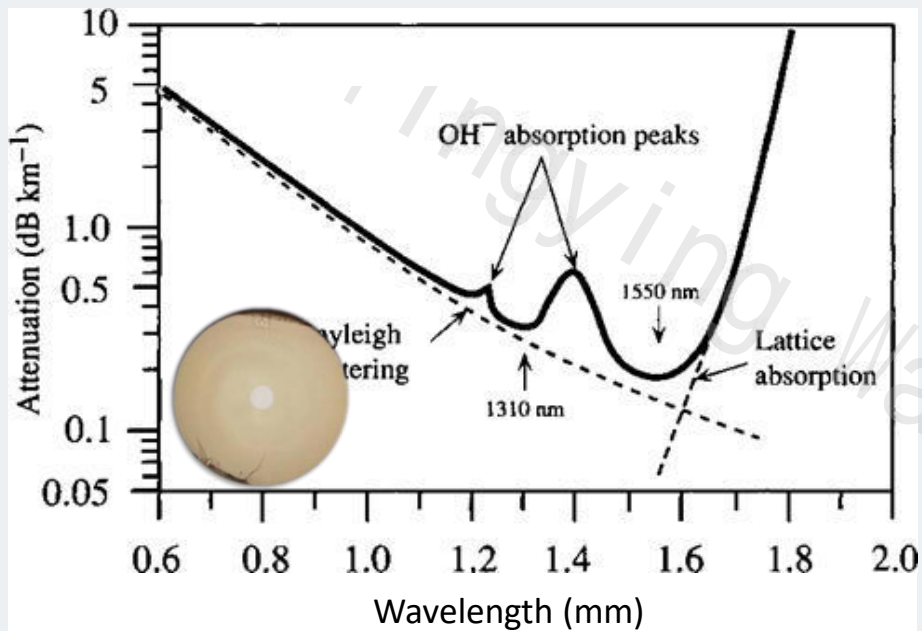 10
5
1.0
0.5
0.1
0.05
Attenuation (dB km⁻¹)
OH⁻ absorption peaks
1550 nm
ayleigh
tering
Lattice
absorption
1310 nm
0.6 0.8 1.0 1.2 1.4 1.6 1.8 2.0
Wavelength (mm)